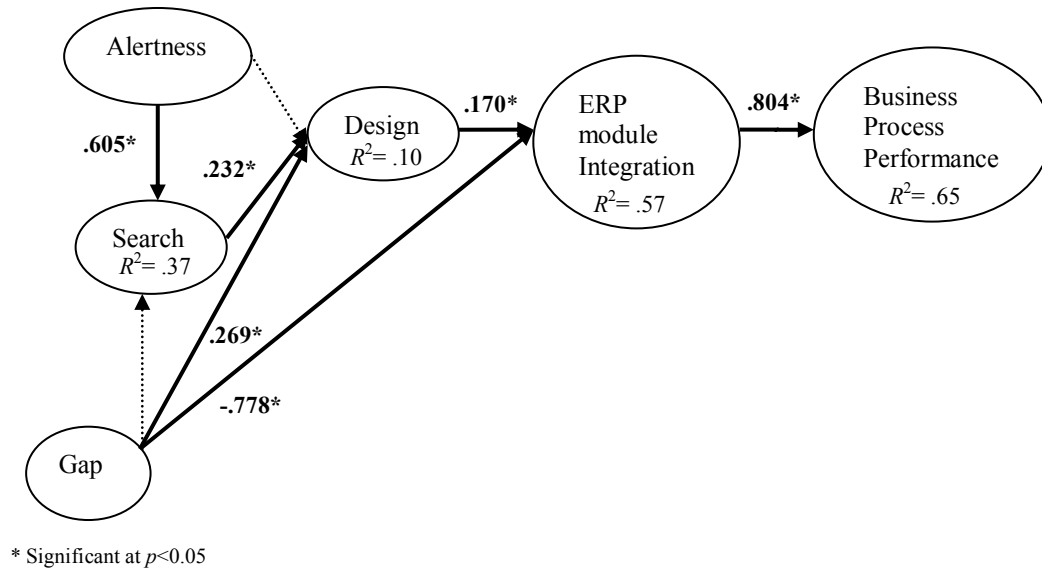 Alertness
.605*
Search
R²= .37
.232*
Design
R²= .10
.170*
ERP
module
Integration
R²= .57
.804*
Business
Process
Performance
R²= .65
.269*
-.778*
Gap
* Significant at p<0.05